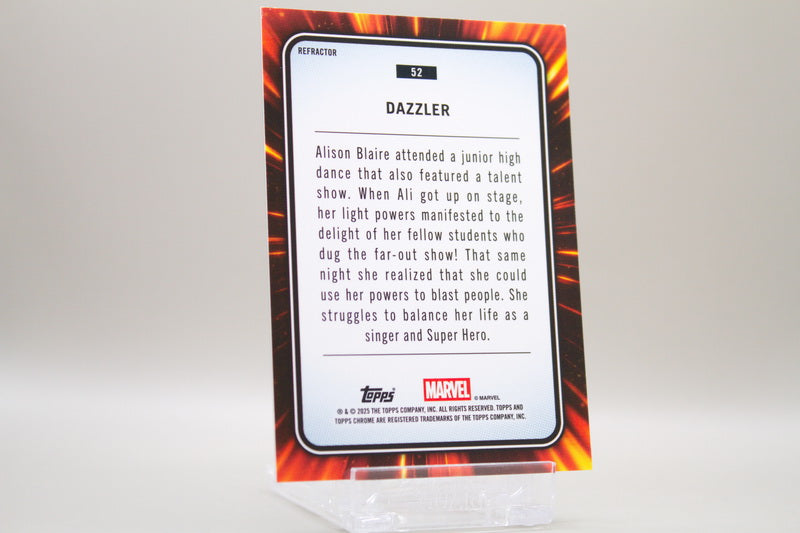 REFRACTOR
52
DAZZLER
Alison Blaire attended a junior high
dance that also featured a talent
show. When Ali got up on stage,
her light powers manifested to the
delight of her fellow students who
dug the far-out show! That same
night she realized that she could
use her powers to blast people. She
struggles to balance her life as a
singer and Super Hero.
topps®
MARVEL © MARVEL
® & © 2025 THE TOPPS COMPANY, INC. ALL RIGHTS RESERVED. TOPPS AND
TOPPS CHROME ARE REGISTERED TRADEMARKS OF THE TOPPS COMPANY, INC.